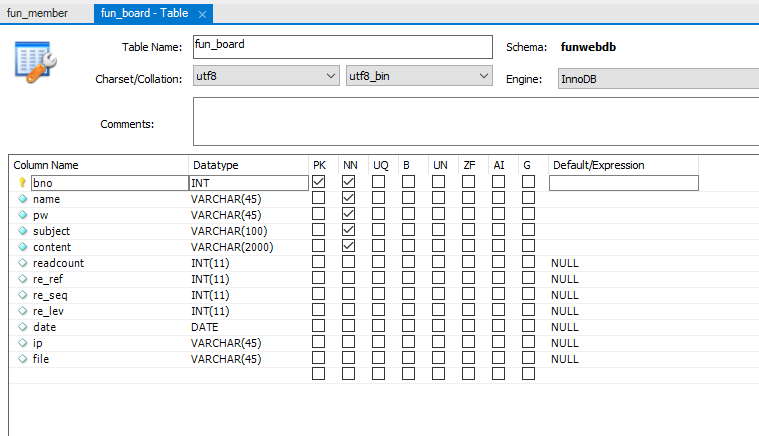 fun_member fun_board - Table ×
Table Name: fun_board Schema: funwebdb
Charset/Collation: utf8 utf8_bin Engine: InnoDB
Comments:
Column Name Datatype PK NN UQ B UN ZF AI G Default/Expression
bno INT
name VARCHAR(45)
pw VARCHAR(45)
subject VARCHAR(100)
content VARCHAR(2000)
readcount INT(11) NULL
re_ref INT(11) NULL
re_seq INT(11) NULL
re_lev INT(11) NULL
date DATE NULL
ip VARCHAR(45) NULL
file VARCHAR(45) NULL